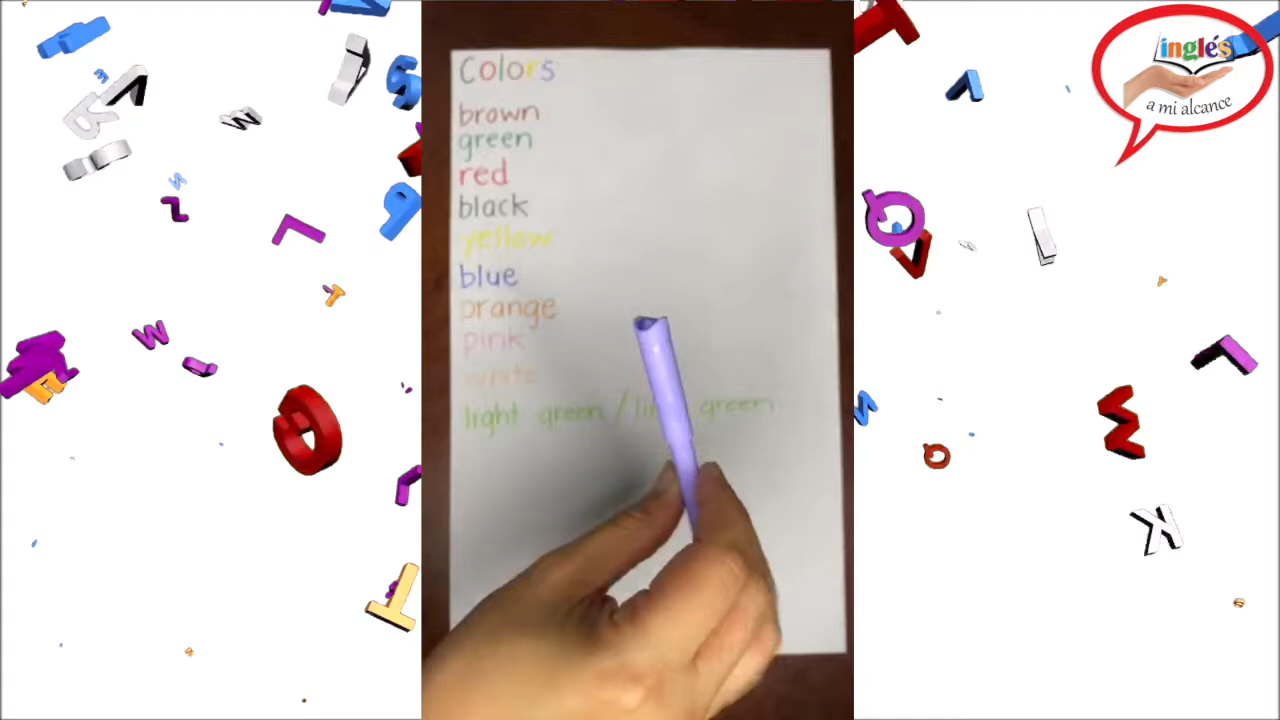 Colors
brown
green
red
black
yellow
blue
orange
pink
white
light green / green
inglés
a mi alcance